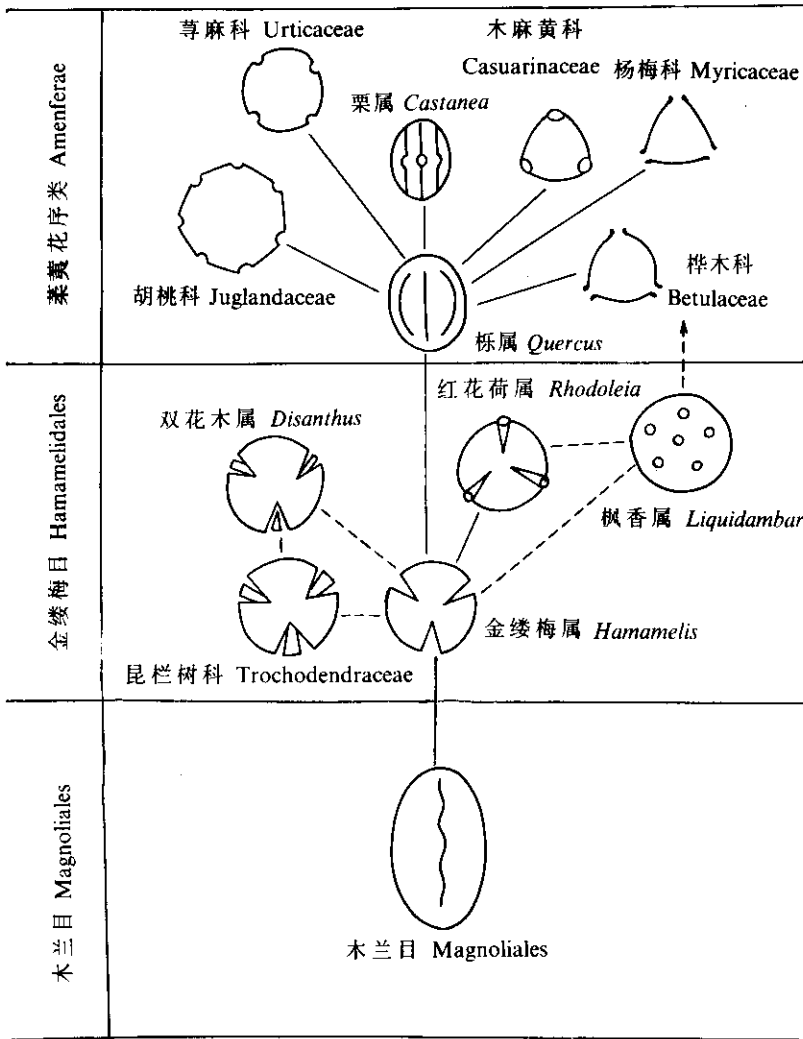 荨麻科 Urticaceae
木麻黄科
Casuarinaceae
杨梅科 Myricaceae
栗属 Castanea
桦木科
Betulaceae
胡桃科 Juglandaceae
栎属 Quercus
葇荑花序类 Amenferae
红花荷属 Rhodoleia
双花木属 Disanthus
枫香属 Liquidambar
金缕梅属 Hamamelis
昆栏树科 Trochodendraceae
金缕梅目 Hamamelidales
木兰目 Magnoliales
木兰目 Magnoliales